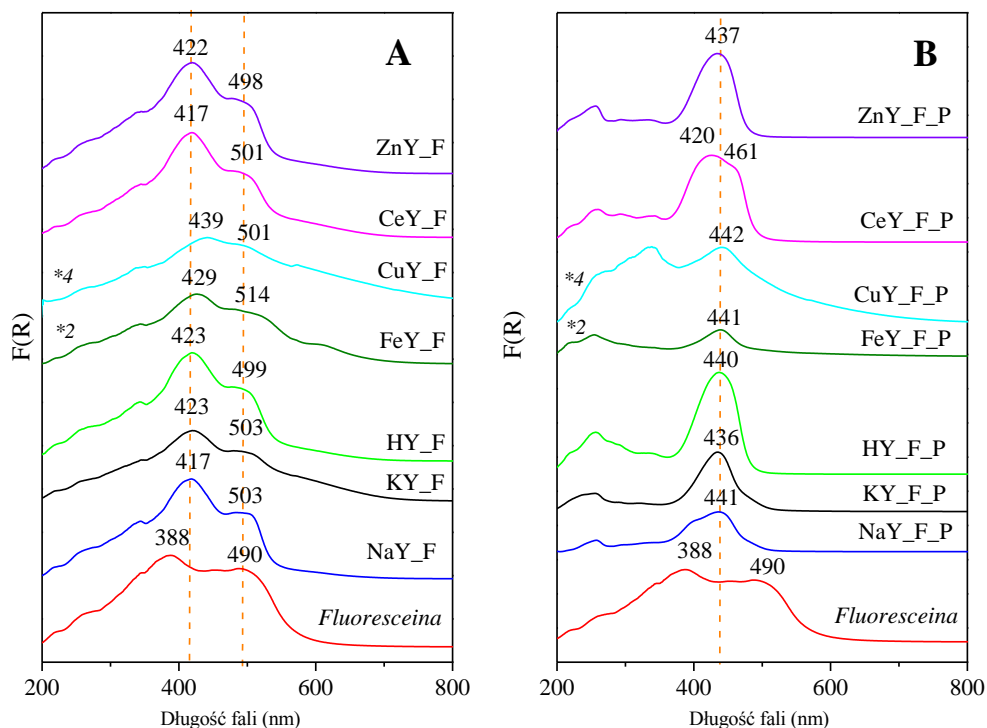 A
422
498
ZnY_F
417
501
CeY_F
439
501
*4
CuY_F
429
514
*2
FeY_F
423
499
HY_F
423
503
KY_F
417
503
NaY_F
388
490
Fluoresceina
F(R)
200 400 600 800
Długość fali (nm)
B
437
ZnY_F_P
420 461
CeY_F_P
442
*4
CuY_F_P
441
*2
FeY_F_P
440
HY_F_P
436
KY_F_P
441
NaY_F_P
388
490
Fluoresceina
F(R)
200 400 600 800
Długość fali (nm)